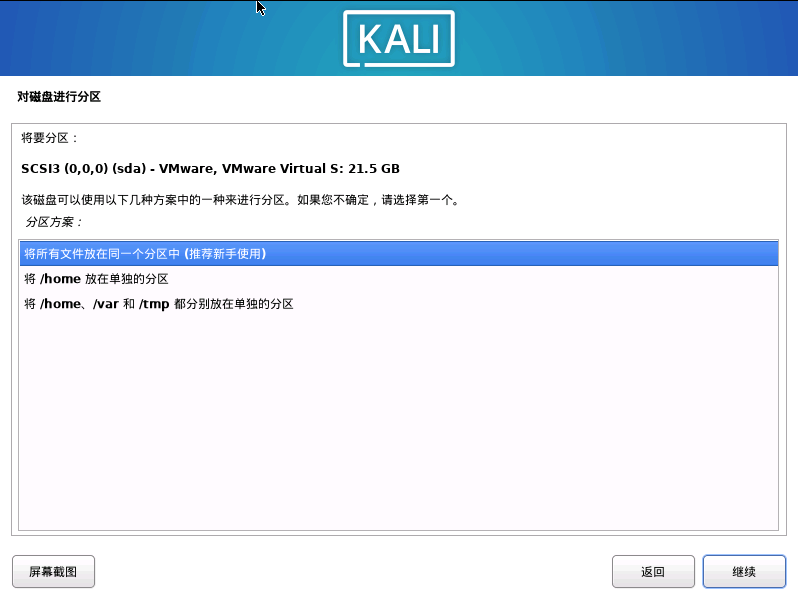 KALI
对磁盘进行分区
将要分区：
SCSI3 (0,0,0) (sda) - VMware, VMware Virtual S: 21.5 GB
该磁盘可以使用以下几种方案中的一种来进行分区。如果您不确定，请选择第一个。
分区方案：
将所有文件放在同一个分区中 (推荐新手使用)
将 /home 放在单独的分区
将 /home、/var 和 /tmp 都分别放在单独的分区
屏幕截图
返回
继续